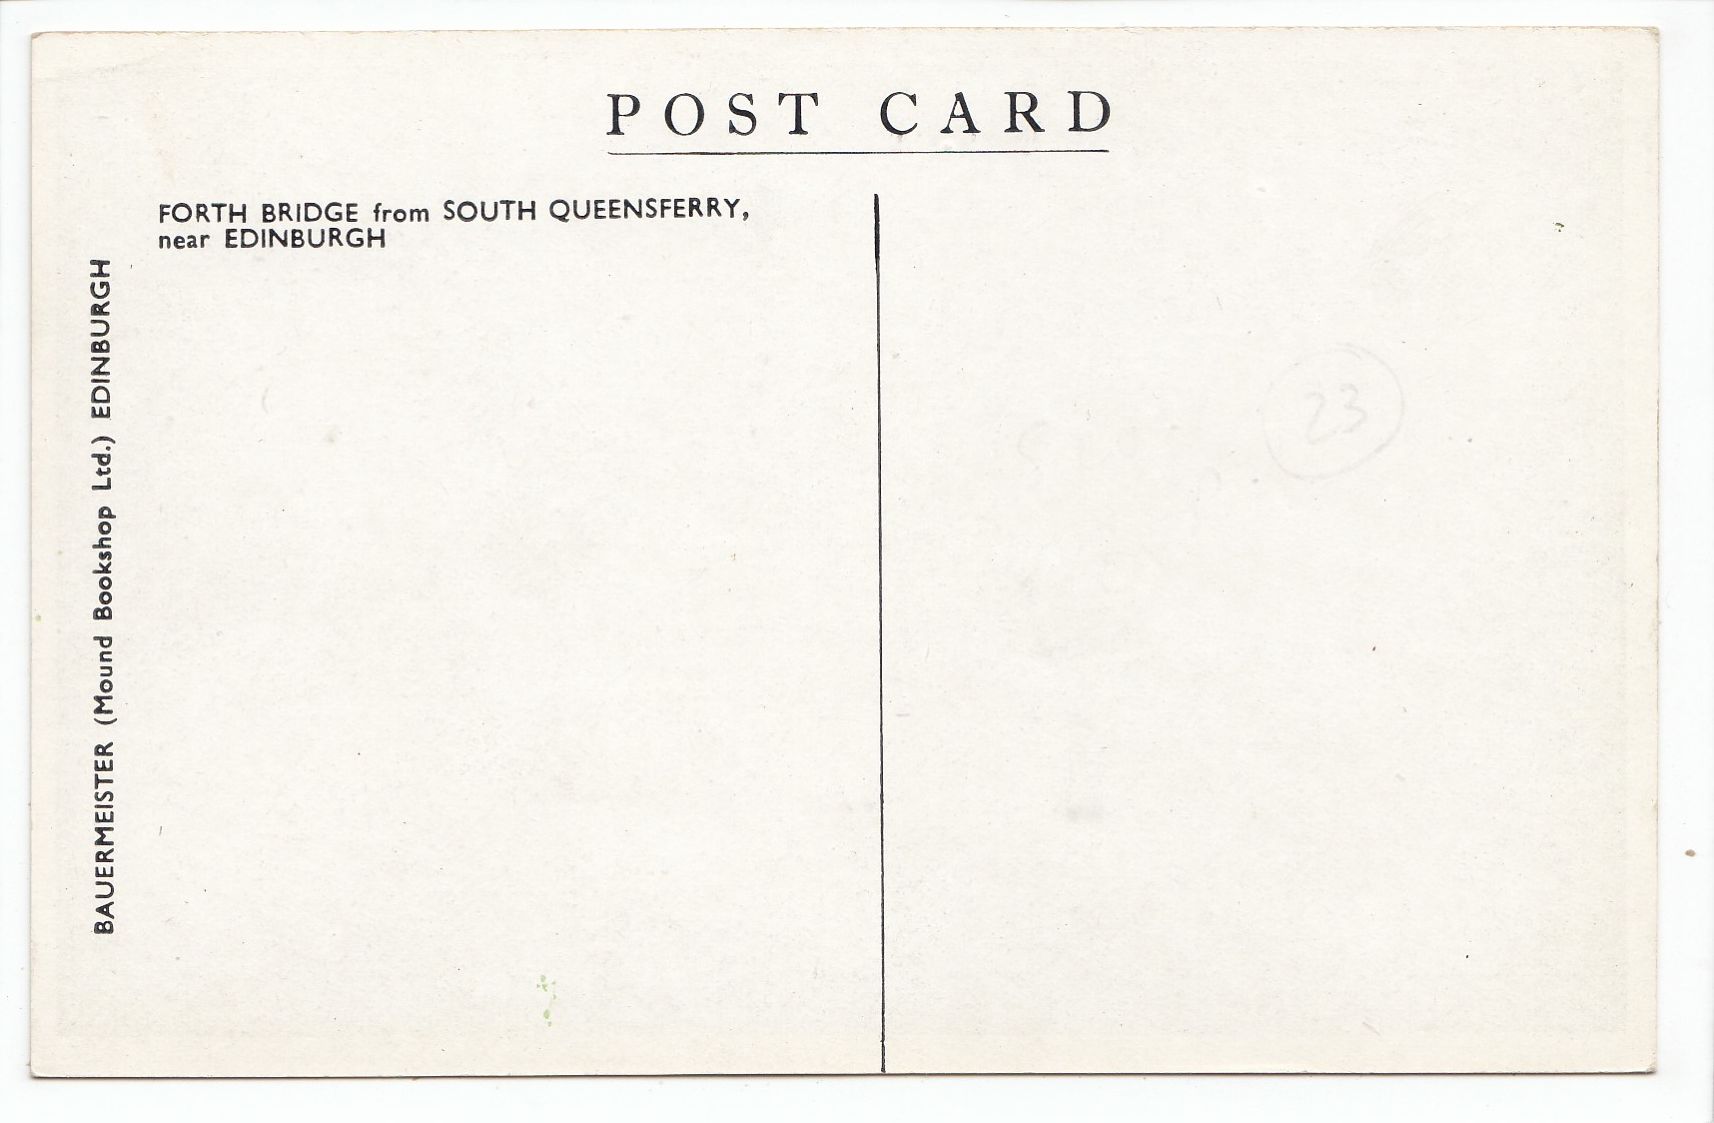 POST CARD
FORTH BRIDGE from SOUTH QUEENSFERRY,
near EDINBURGH
BAUERMEISTER (Mound Bookshop Ltd.) EDINBURGH
23